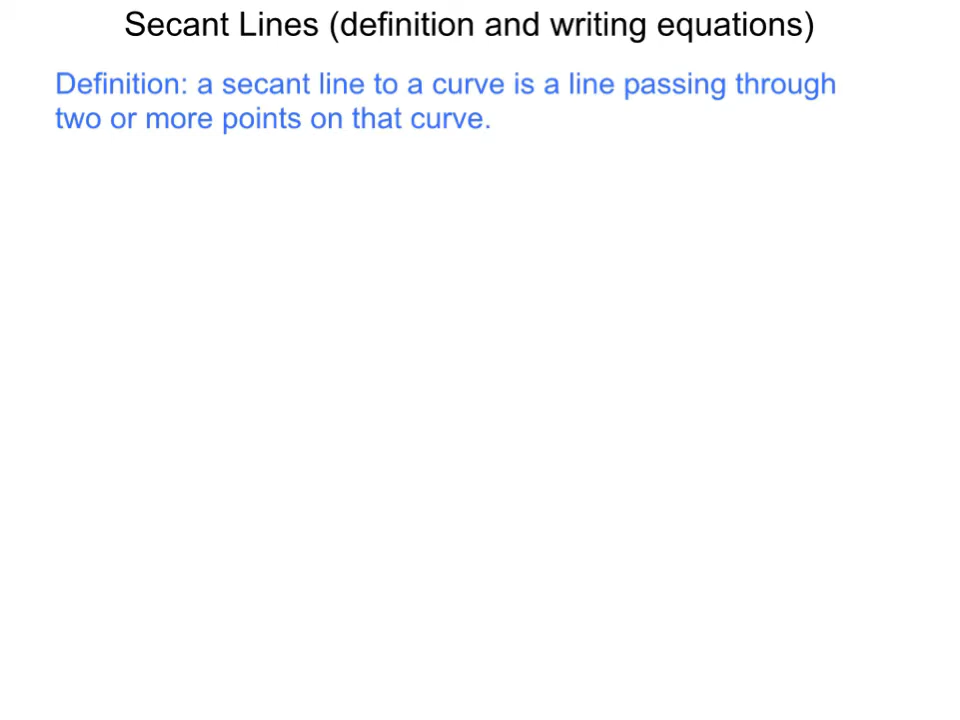 Secant Lines (definition and writing equations)
Definition: a secant line to a curve is a line passing through
two or more points on that curve.